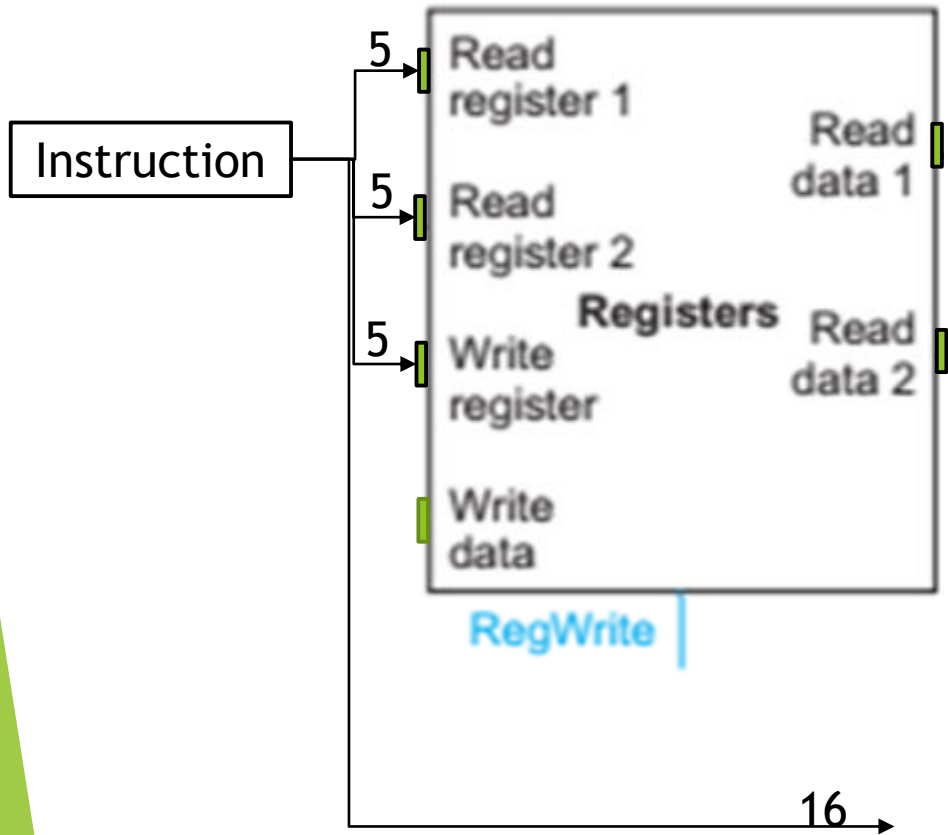 Instruction
5
5
5
Read
register 1
Read
register 2
Write
register
Write
data
Registers
Read
data 1
Read
data 2
RegWrite
16